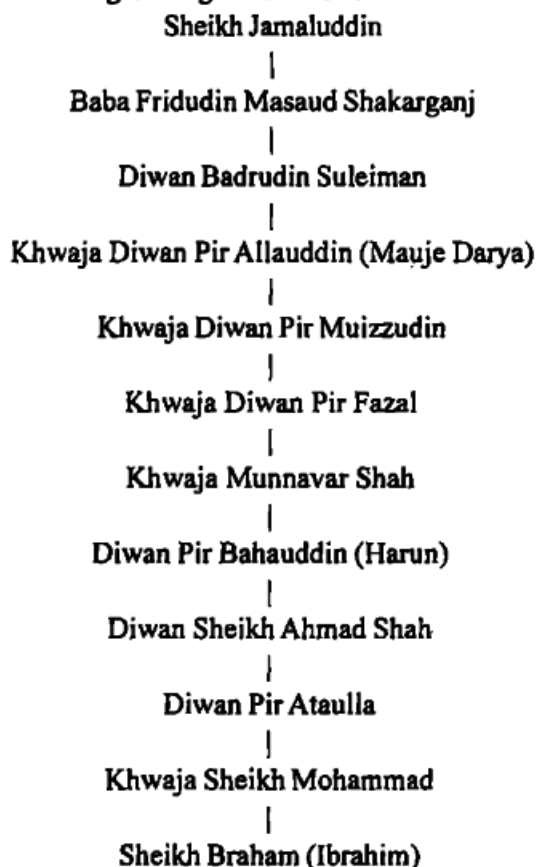 Sheikh Jamaluddin
Baba Fridudin Masaud Shakarganj
Diwan Badrudin Suleiman
Khwaja Diwan Pir Allauddin (Mauje Darya)
Khwaja Diwan Pir Muizzudin
Khwaja Diwan Pir Fazal
Khwaja Munnavar Shah
Diwan Pir Bahauddin (Harun)
Diwan Sheikh Ahmad Shah
Diwan Pir Ataulla
Khwaja Sheikh Mohammad
Sheikh Braham (Ibrahim)